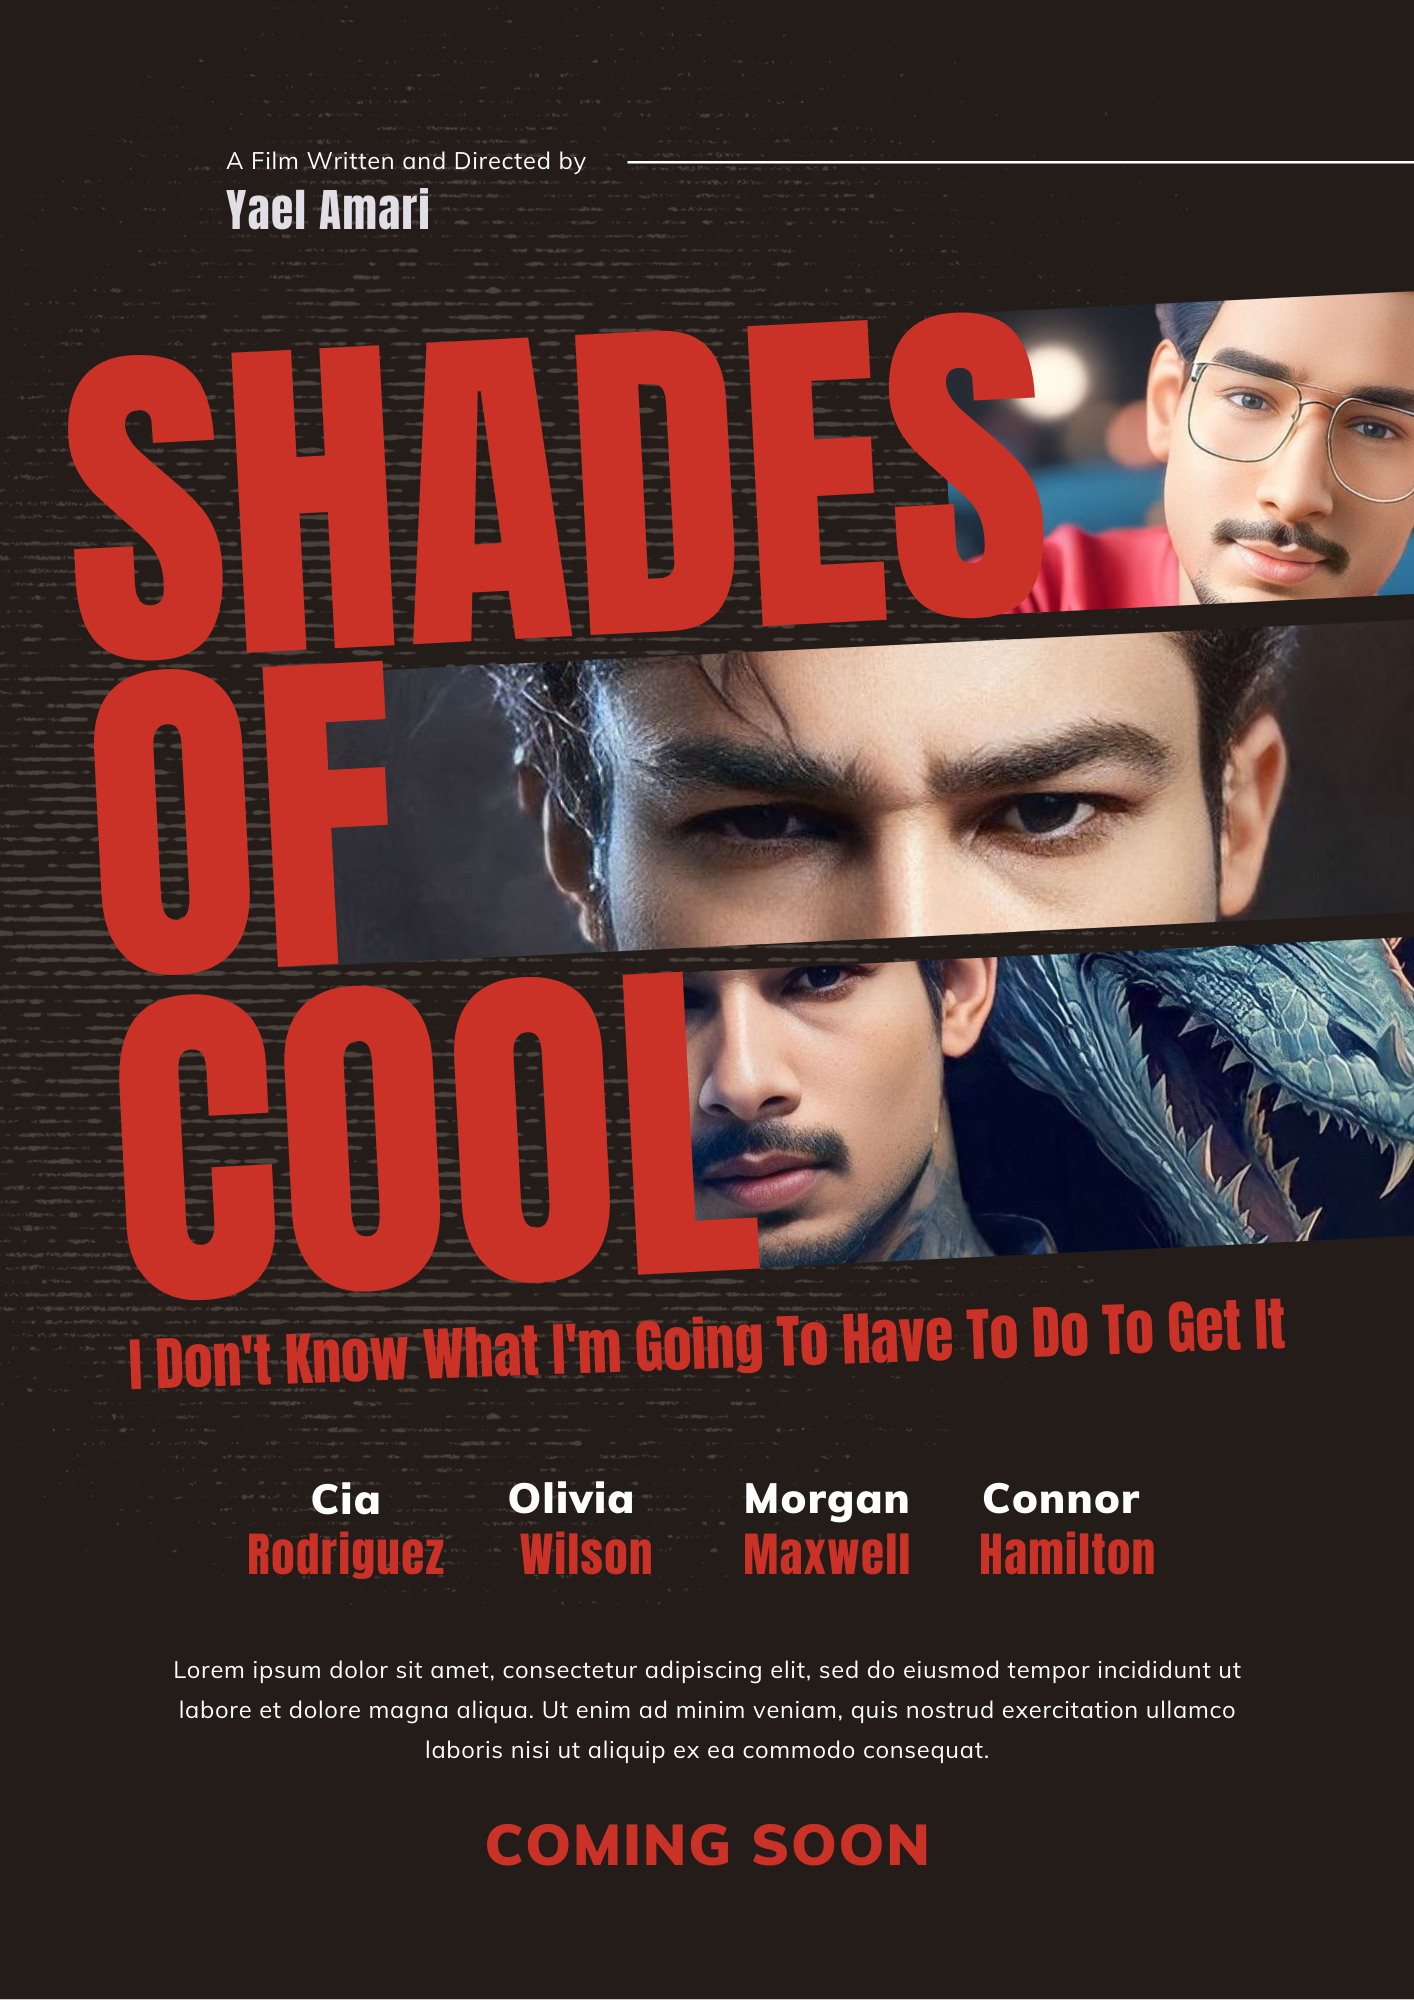 A Film Written and Directed by
Yael Amari
SHADES
OF
COOL
I Don't Know What I'm Going To Have To Do To Get It
Cia Olivia Morgan Connor
Rodriguez Wilson Maxwell Hamilton
Lorem ipsum dolor sit amet, consectetur adipiscing elit, sed do eiusmod tempor incididunt ut
labore et dolore magna aliqua. Ut enim ad minim veniam, quis nostrud exercitation ullamco
laboris nisi ut aliquip ex ea commodo consequat.
COMING SOON